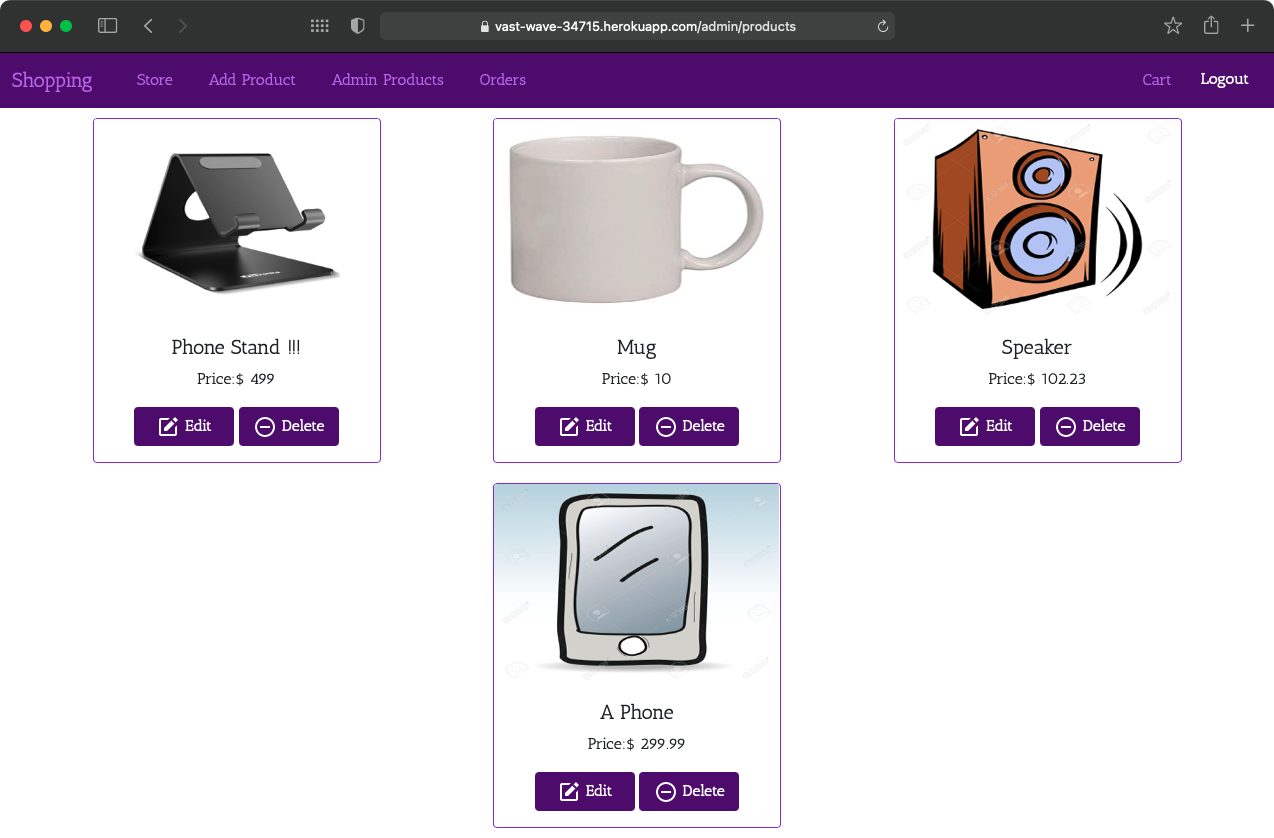 vast-wave-34715.herokuapp.com/admin/products
Shopping Store Add Product Admin Products Orders Cart Logout
Phone Stand !!!
Price:$ 499
Edit Delete
Mug
Price:$ 10
Edit Delete
Speaker
Price:$ 102.23
Edit Delete
A Phone
Price:$ 299.99
Edit Delete